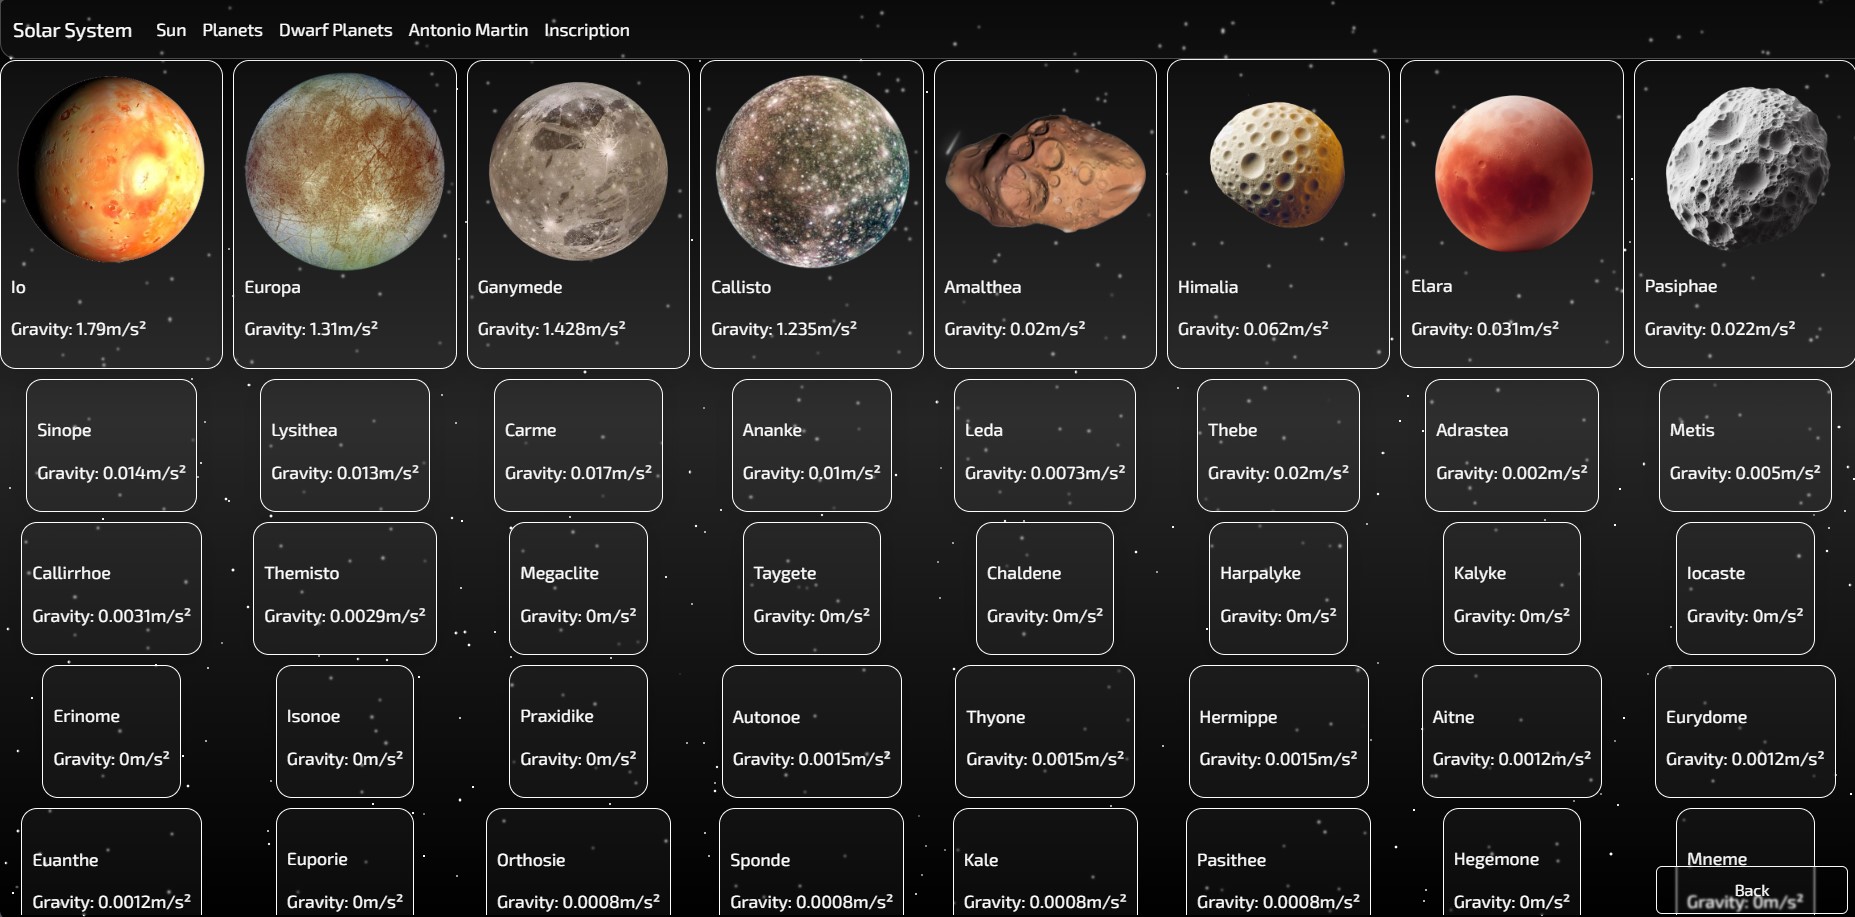 Solar System Sun Planets Dwarf Planets Antonio Martin Inscription
Io
Gravity: 1.79m/s²
Europa
Gravity: 1.31m/s²
Ganymede
Gravity: 1.428m/s²
Callisto
Gravity: 1.235m/s²
Amalthea
Gravity: 0.02m/s²
Himalia
Gravity: 0.062m/s²
Elara
Gravity: 0.031m/s²
Pasiphae
Gravity: 0.022m/s²
Sinope
Gravity: 0.014m/s²
Lysithea
Gravity: 0.013m/s²
Carme
Gravity: 0.017m/s²
Ananke
Gravity: 0.01m/s²
Leda
Gravity: 0.0073m/s²
Thebe
Gravity: 0.02m/s²
Adrastea
Gravity: 0.002m/s²
Metis
Gravity: 0.005m/s²
Callirrhoe
Gravity: 0.0031m/s²
Themisto
Gravity: 0.0029m/s²
Megaclite
Gravity: 0m/s²
Taygete
Gravity: 0m/s²
Chaldene
Gravity: 0m/s²
Harpalyke
Gravity: 0m/s²
Kalyke
Gravity: 0m/s²
Iocaste
Gravity: 0m/s²
Erinome
Gravity: 0m/s²
Isonoe
Gravity: 0m/s²
Praxidike
Gravity: 0m/s²
Autonoe
Gravity: 0.0015m/s²
Thyone
Gravity: 0.0015m/s²
Hermippe
Gravity: 0.0015m/s²
Aitne
Gravity: 0.0012m/s²
Eurydome
Gravity: 0.0012m/s²
Euanthe
Gravity: 0.0012m/s²
Euporie
Gravity: 0m/s²
Orthosie
Gravity: 0.0008m/s²
Sponde
Gravity: 0.0008m/s²
Kale
Gravity: 0.0008m/s²
Pasithee
Gravity: 0.0008m/s²
Hegemone
Gravity: 0m/s²
Mneme
Gravity: 0m/s²
Back